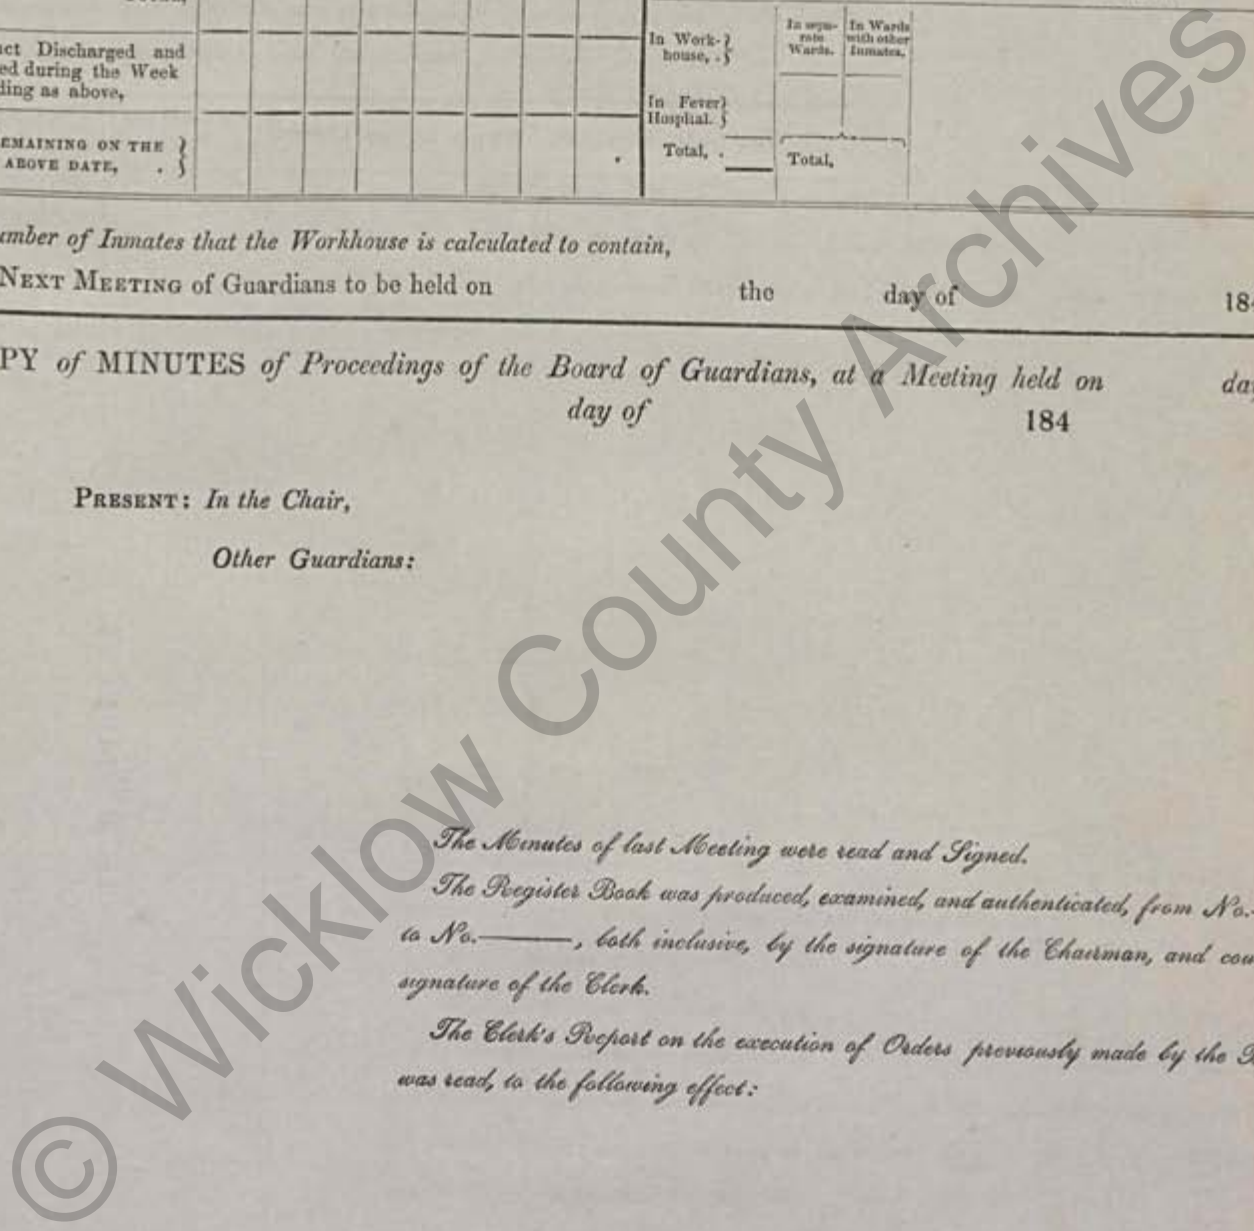 uct Discharged and
ed during the Week
ding as above,
EMAINING ON THE
ABOVE DATE, .
In Work-
house, .
In Fever
Hospital.
Total, .
In sepa-
rate
Wards.
In Wards
with other
Inmates.
Total,
umber of Inmates that the Workhouse is calculated to contain,
NEXT MEETING of Guardians to be held on the day of 184
PY of MINUTES of Proceedings of the Board of Guardians, at a Meeting held on day
day of 184
PRESENT: In the Chair,
Other Guardians:
The Minutes of last Meeting were read and Signed.
The Register Book was produced, examined, and authenticated, from No.
to No.———, both inclusive, by the signature of the Chairman, and cou
signature of the Clerk.
The Clerk's Report on the execution of Orders previously made by the B
was read, to the following effect:
© Wicklow County Archives